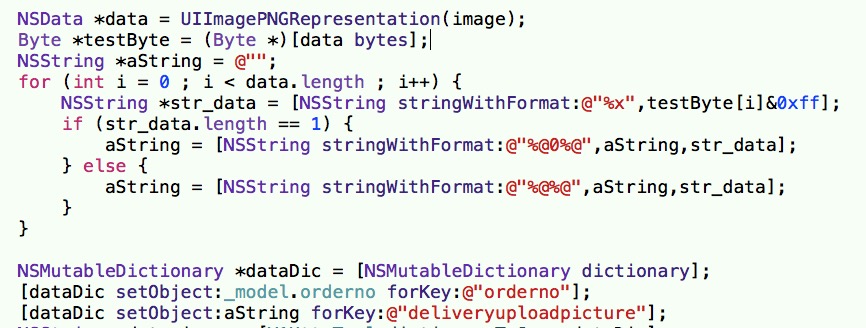 NSData *data = UIImagePNGRepresentation(image);
Byte *testByte = (Byte *)[data bytes];
NSString *aString = @"";
for (int i = 0 ; i < data.length ; i++) {
NSString *str_data = [NSString stringWithFormat:@"%x",testByte[i]&0xff];
if (str_data.length == 1) {
aString = [NSString stringWithFormat:@"%@0%@",aString,str_data];
} else {
aString = [NSString stringWithFormat:@"%@%@",aString,str_data];
}
}
NSMutableDictionary *dataDic = [NSMutableDictionary dictionary];
[dataDic setObject:_model.orderno forKey:@"orderno"];
[dataDic setObject:aString forKey:@"deliveryuploadpicture"];